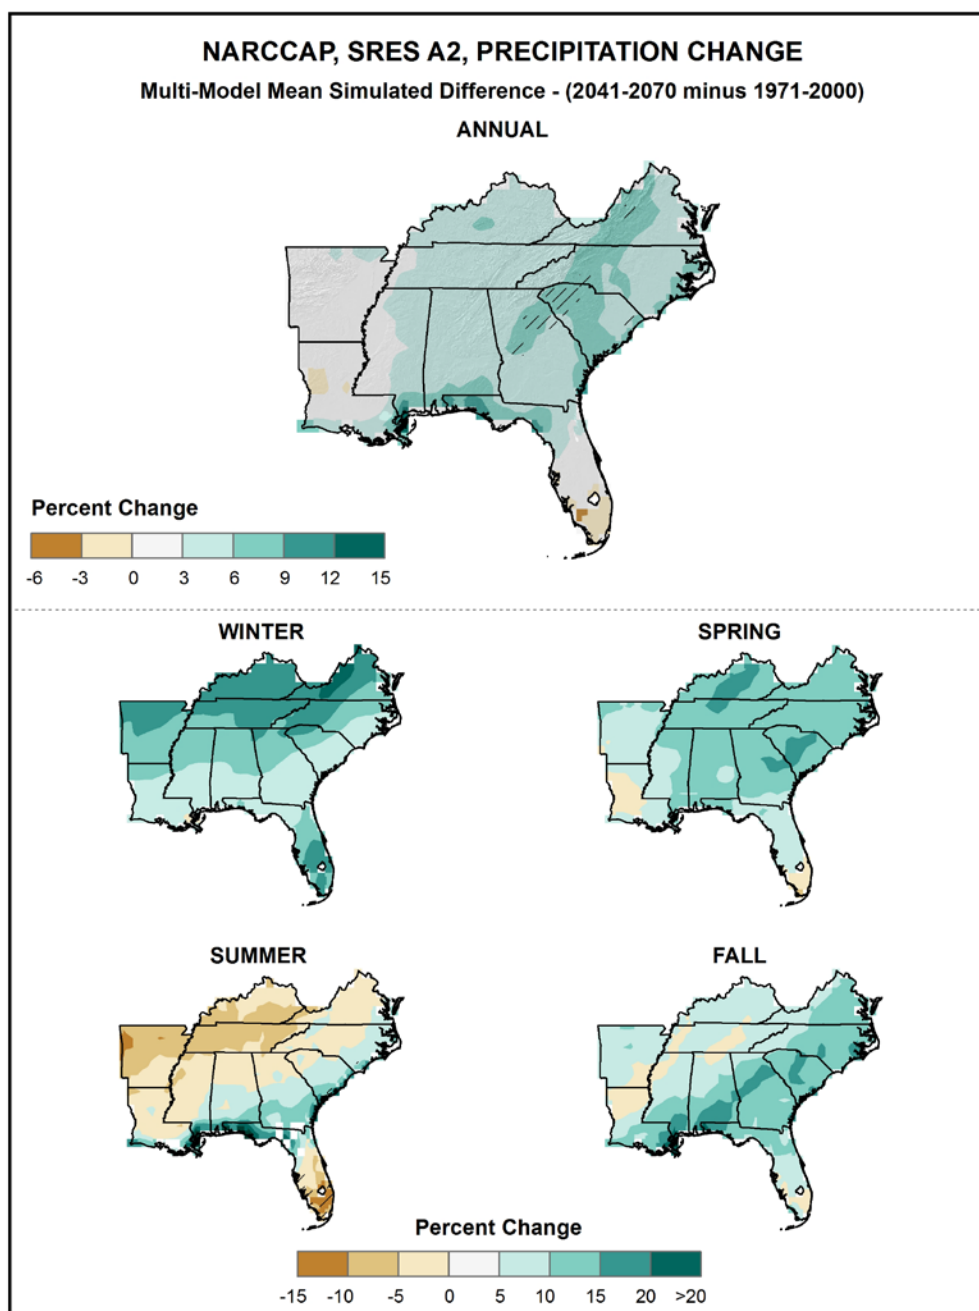 NARCCAP, SRES A2, PRECIPITATION CHANGE
Multi-Model Mean Simulated Difference - (2041-2070 minus 1971-2000)
ANNUAL
Percent Change
-6 -3 0 3 6 9 12 15
WINTER
SPRING
SUMMER
FALL
Percent Change
-15 -10 -5 0 5 10 15 20 >20